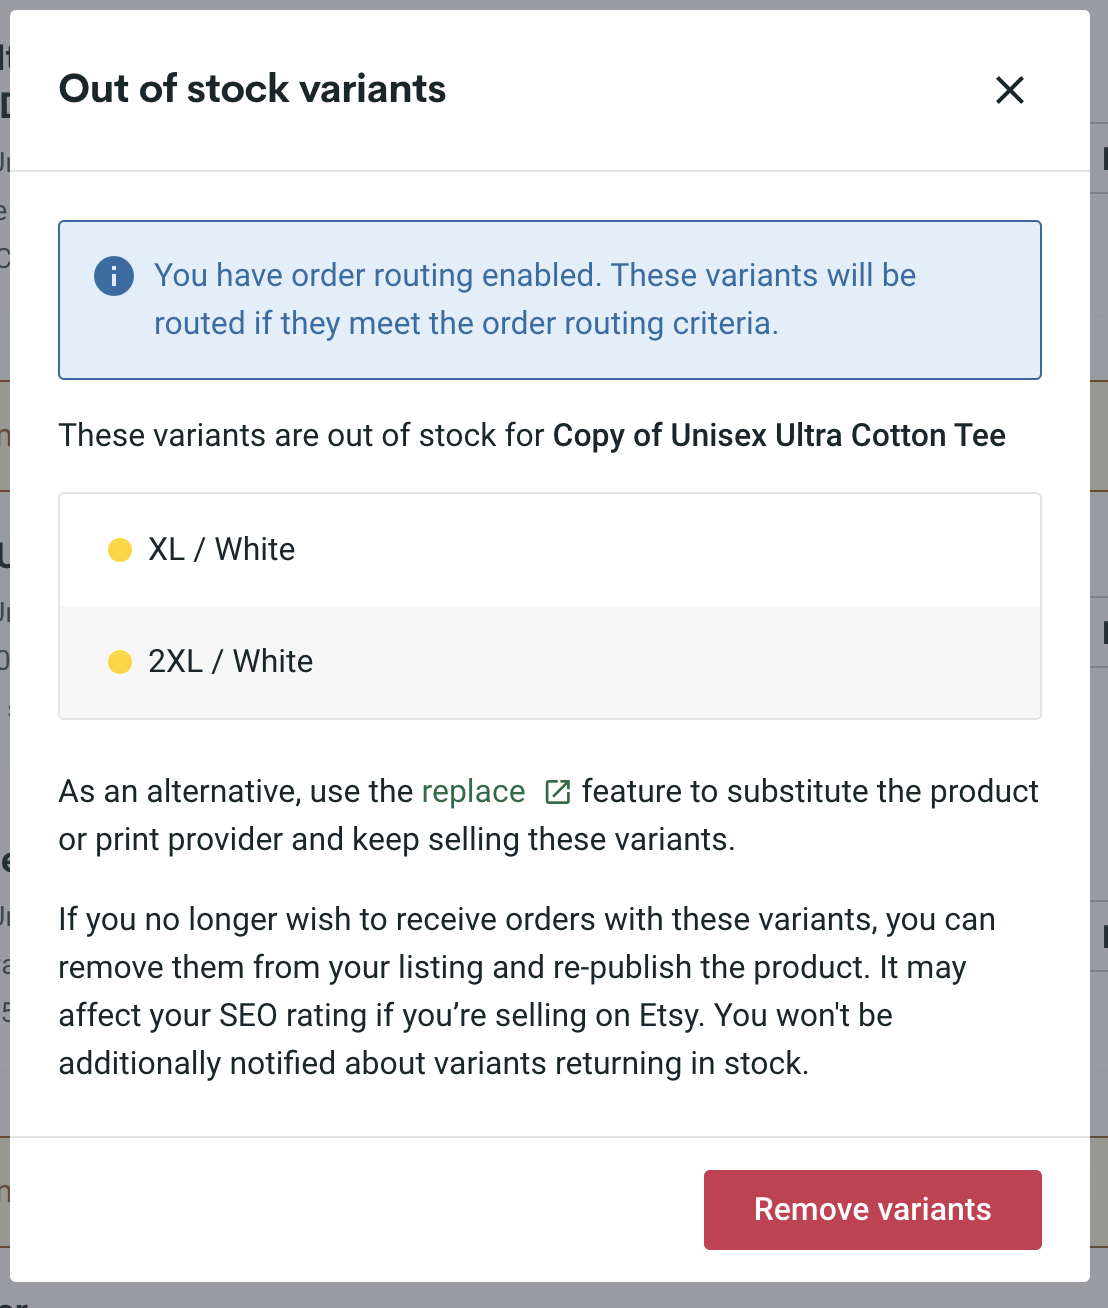 Out of stock variants
You have order routing enabled. These variants will be
routed if they meet the order routing criteria.
These variants are out of stock for Copy of Unisex Ultra Cotton Tee
XL / White
2XL / White
As an alternative, use the replace feature to substitute the product
or print provider and keep selling these variants.
If you no longer wish to receive orders with these variants, you can
remove them from your listing and re-publish the product. It may
affect your SEO rating if you’re selling on Etsy. You won't be
additionally notified about variants returning in stock.
Remove variants